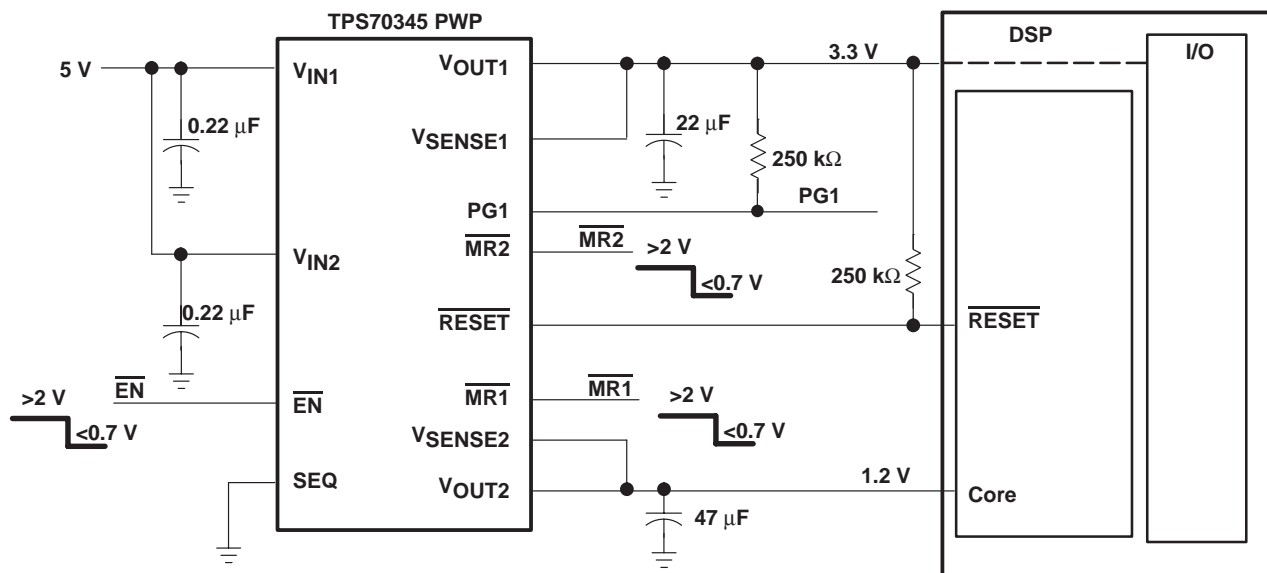 TPS70345 PWP
DSP
I/O
5 V
VIN1
VOUT1
3.3 V
0.22 μF
VSENSE1
22 μF
250 kΩ
PG1
PG1
MR2
MR2
>2 V
<0.7 V
VIN2
250 kΩ
0.22 μF
RESET
RESET
EN
>2 V
<0.7 V
EN
MR1
MR1
>2 V
<0.7 V
VSENSE2
SEQ
VOUT2
1.2 V
Core
47 μF